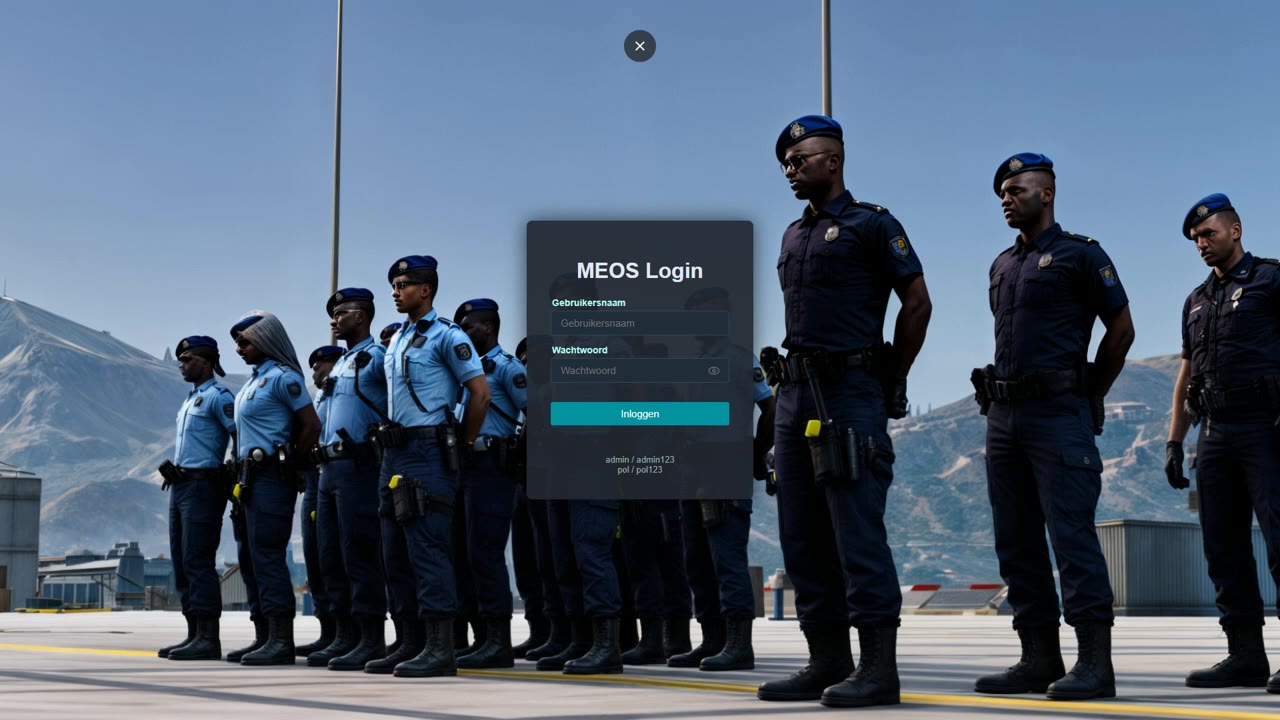 MEOS Login
Gebruikersnaam
Gebruikersnaam
Wachtwoord
Wachtwoord
Inloggen
admin / admin123
pol / pol123